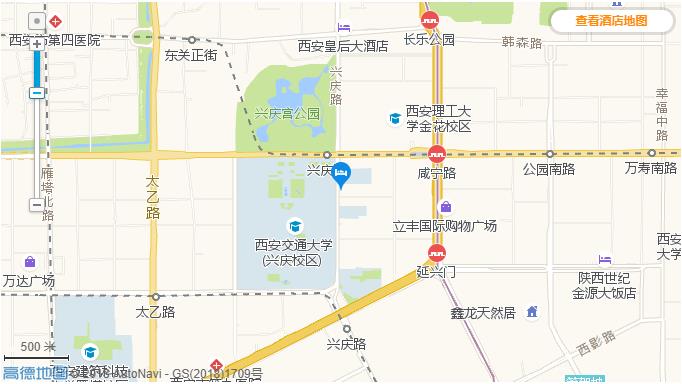 查看酒店地图
西安市第四医院
东关正街
西安皇后大酒店
长乐公园
韩森路
兴庆路
兴庆宫公园
西安理工大
学金花校区
幸福中路
兴庆
咸宁路
公园南路
万寿南路
雁塔北路
太乙路
立丰国际购物广场
西安交通大学
(兴庆校区)
西安
大学
万达广场
延兴门
陕西世纪
金源大饭店
太乙路
鑫龙天然居
兴庆路
西影路
500 米
高德地图
© 2018 AutoNavi - GS(2018)1709号